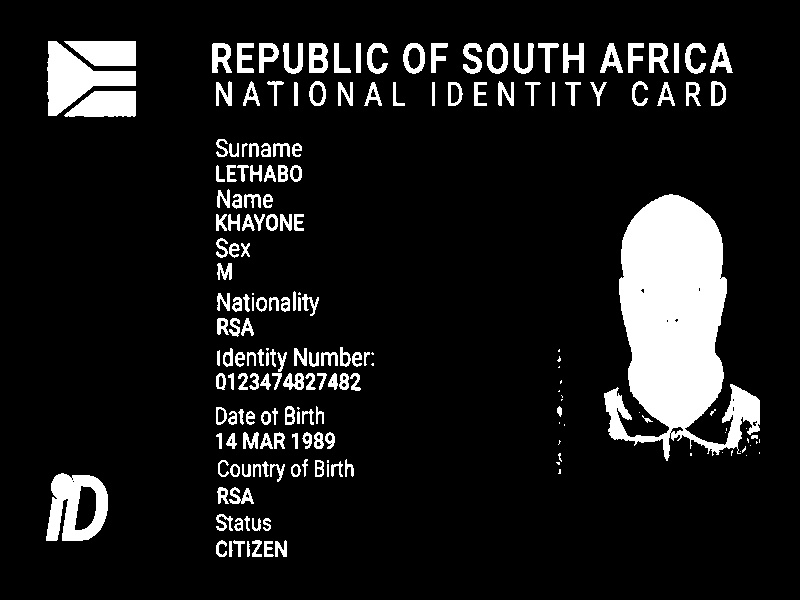 REPUBLIC OF SOUTH AFRICA
NATIONAL IDENTITY CARD
Surname
LETHABO
Name
KHAYONE
Sex
M
Nationality
RSA
Identity Number:
0123474827482
Date of Birth
14 MAR 1989
Country of Birth
RSA
Status
CITIZEN
iD